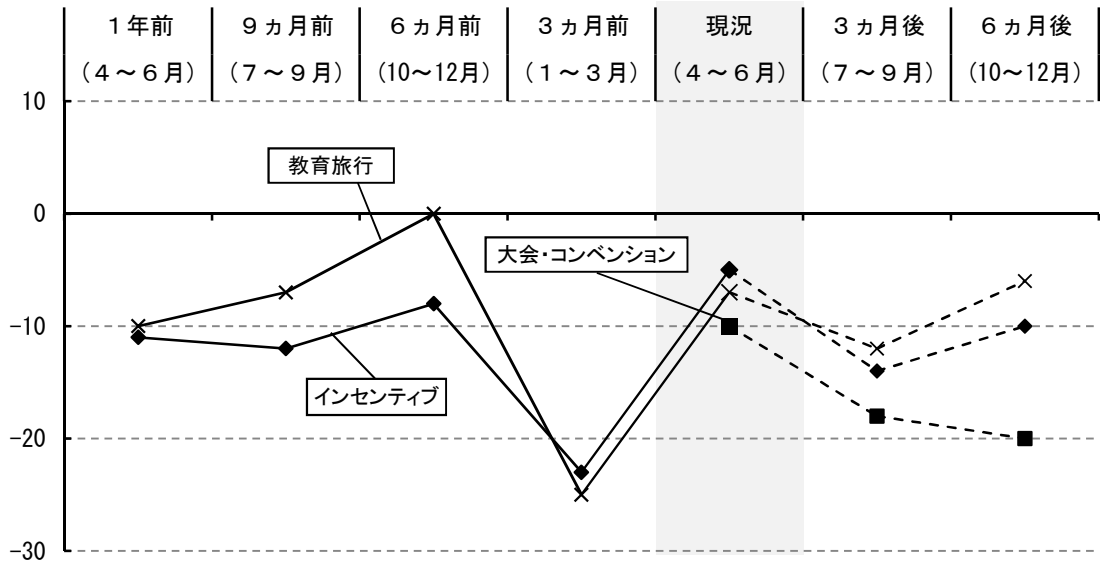 １年前 ９ヵ月前 ６ヵ月前 ３ヵ月前 現況 ３ヵ月後 ６ヵ月後
（４～６月） （７～９月） （10～12月） （１～３月） （４～６月） （７～９月） （10～12月）
10
教育旅行
0
大会・コンベンション
-10
インセンティブ
-20
-30